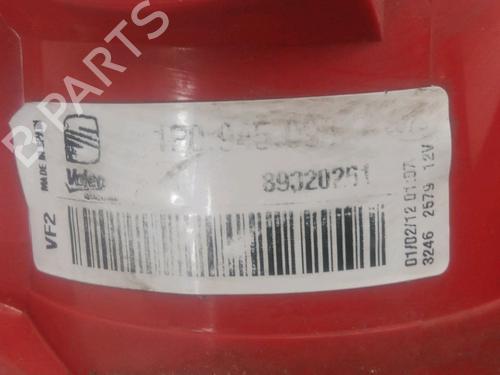 B-PARTS
MADE IN SPAIN
Valeo
VF2
89320251
01/02/12 01:07
3246 2579 12V